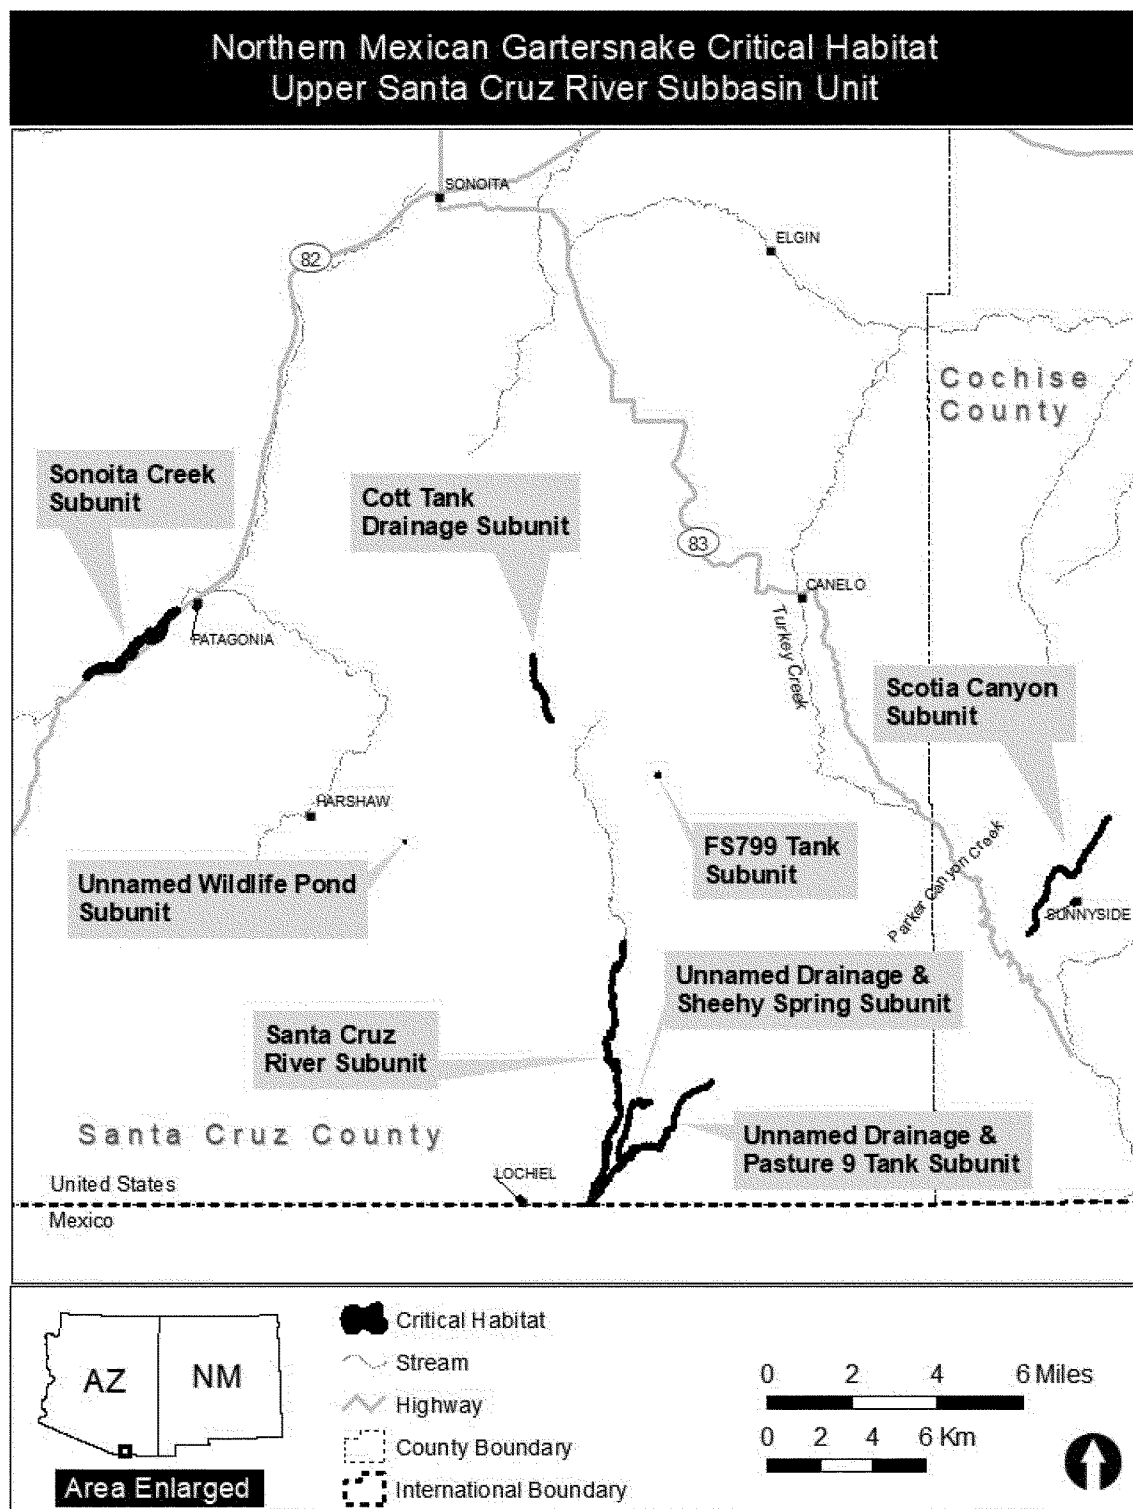 Northern Mexican Gartersnake Critical Habitat
Upper Santa Cruz River Subbasin Unit
SONOITA
ELGIN
82
Cochise
County
Sonoita Creek
Subunit
Cott Tank
Drainage Subunit
83
CANELO
PATAGONIA
Turkey Creek
Scotia Canyon
Subunit
HARSHAW
FS799 Tank
Subunit
Unnamed Wildlife Pond
Subunit
Parker Canyon Creek
SUNNYSIDE
Unnamed Drainage &
Sheehy Spring Subunit
Santa Cruz
River Subunit
Santa Cruz County
Unnamed Drainage &
Pasture 9 Tank Subunit
LOCHIEL
United States
Mexico
AZ
NM
Area Enlarged
Critical Habitat
Stream
Highway
County Boundary
International Boundary
0 2 4 6 Miles
0 2 4 6 Km